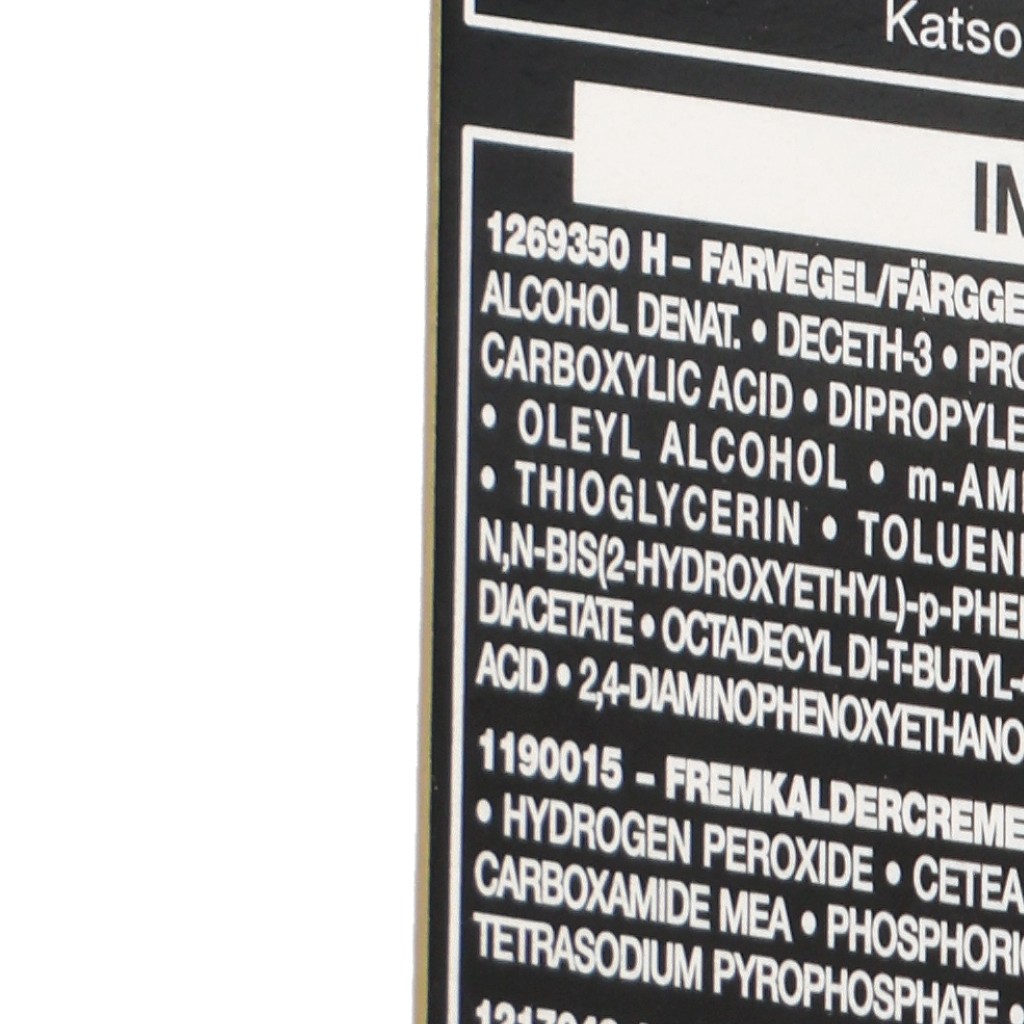 Katso
1269350 H – FARVEGEL/FÄRGGE
ALCOHOL DENAT. • DECETH-3 • PRO
CARBOXYLIC ACID • DIPROPYLE
• OLEYL ALCOHOL • m-AMI
• THIOGLYCERIN • TOLUEN
N,N-BIS(2-HYDROXYETHYL)-p-PHE
DIACETATE • OCTADECYL DI-T-BUTYL-
ACID • 2,4-DIAMINOPHENOXYETHANO
1190015 – FREMKALDERCREME
• HYDROGEN PEROXIDE • CETEA
CARBOXAMIDE MEA • PHOSPHORIC
TETRASODIUM PYROPHOSPHATE •